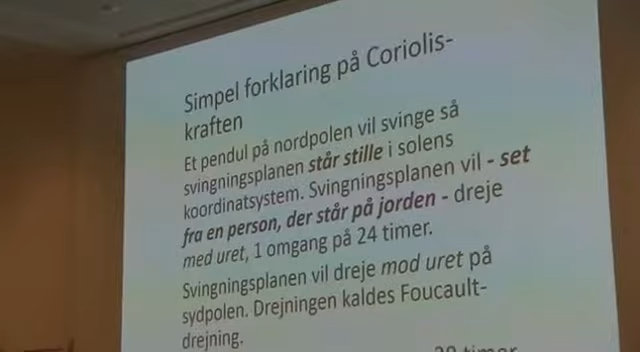 Simpel forklaring på Coriolis-
kraften
Et pendul på nordpolen vil svinge så
svingningsplanen står stille i solens
koordinatsystem. Svingningsplanen vil - set
fra en person, der står på jorden - dreje
med uret, 1 omgang på 24 timer.
Svingningsplanen vil dreje mod uret på
sydpolen. Drejningen kaldes Foucault-
drejning.